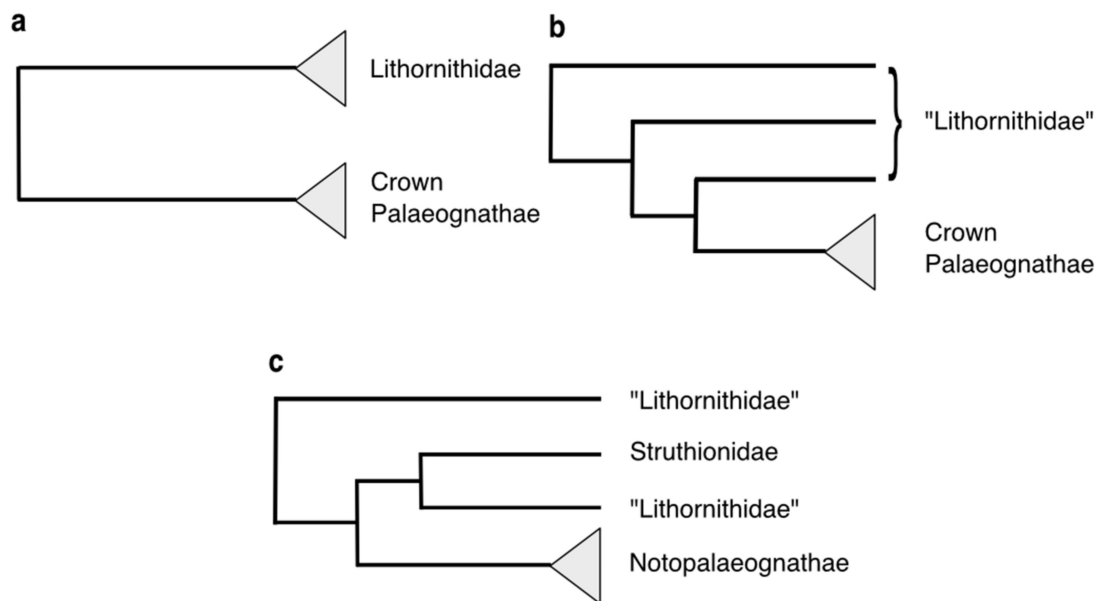 a
Lithornithidae
Crown
Palaeognathae
b
"Lithornithidae"
Crown
Palaeognathae
c
"Lithornithidae"
Struthionidae
"Lithornithidae"
Notopalaeognathae